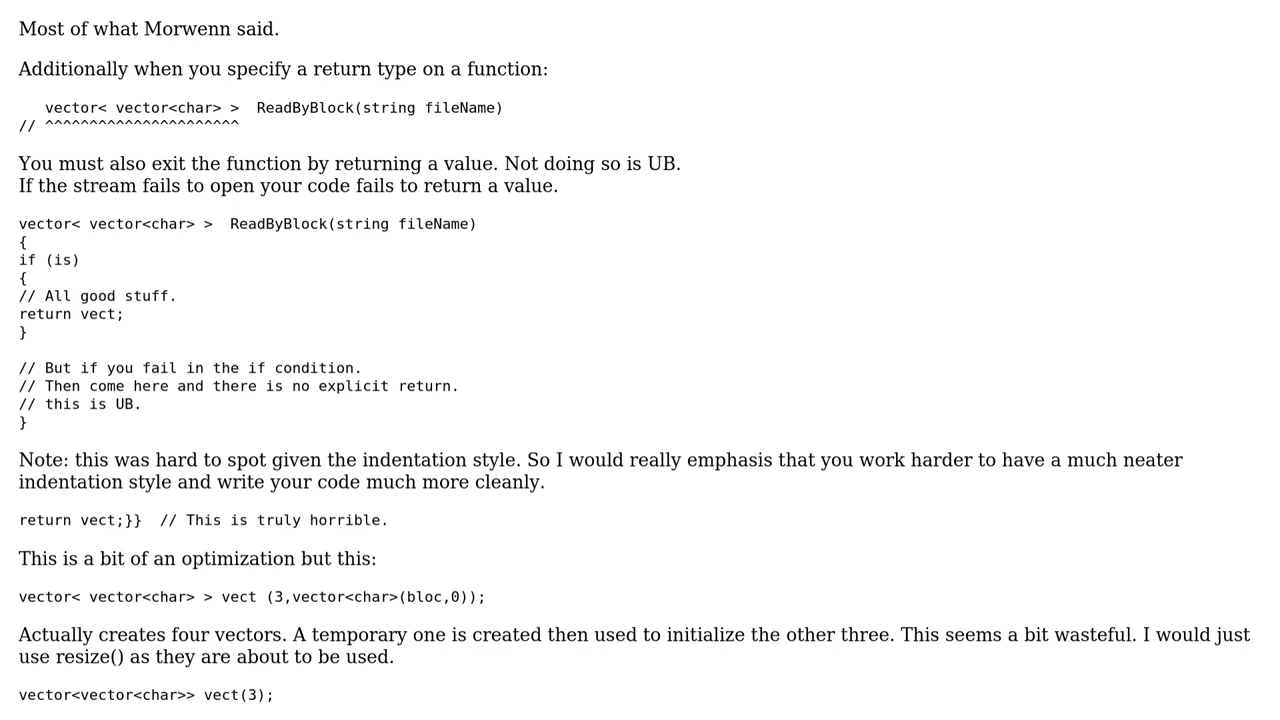 Most of what Morwenn said.
Additionally when you specify a return type on a function:
   vector< vector<char> >  ReadByBlock(string fileName)
// ^^^^^^^^^^^^^^^^^^^^^^
You must also exit the function by returning a value. Not doing so is UB.
If the stream fails to open your code fails to return a value.
vector< vector<char> >  ReadByBlock(string fileName)
{
if (is)
{
// All good stuff.
return vect;
}
// But if you fail in the if condition.
// Then come here and there is no explicit return.
// this is UB.
}
Note: this was hard to spot given the indentation style. So I would really emphasis that you work harder to have a much neater
indentation style and write your code much more cleanly.
return vect;}}  // This is truly horrible.
This is a bit of an optimization but this:
vector< vector<char> > vect (3,vector<char>(bloc,0));
Actually creates four vectors. A temporary one is created then used to initialize the other three. This seems a bit wasteful. I would just
use resize() as they are about to be used.
vector<vector<char>> vect(3);